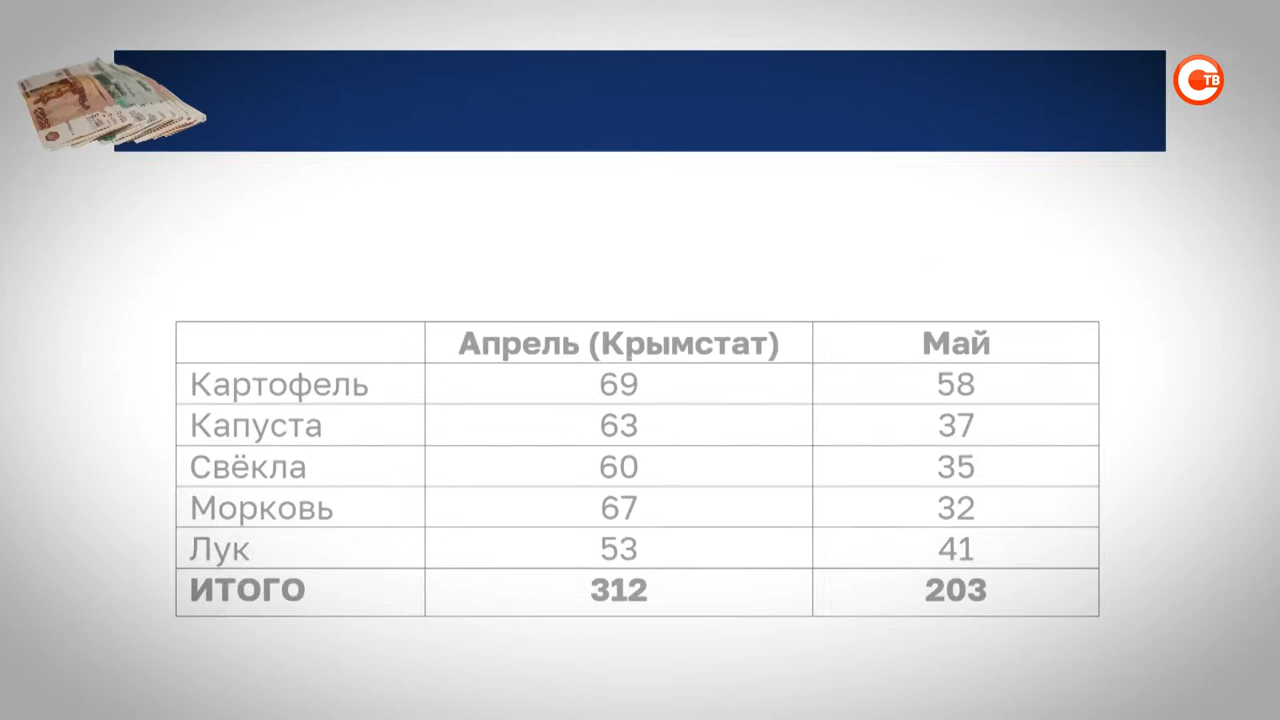 ТВ
Апрель (Крымстат) Май
Картофель 69 58
Капуста 63 37
Свёкла 60 35
Морковь 67 32
Лук 53 41
ИТОГО 312 203